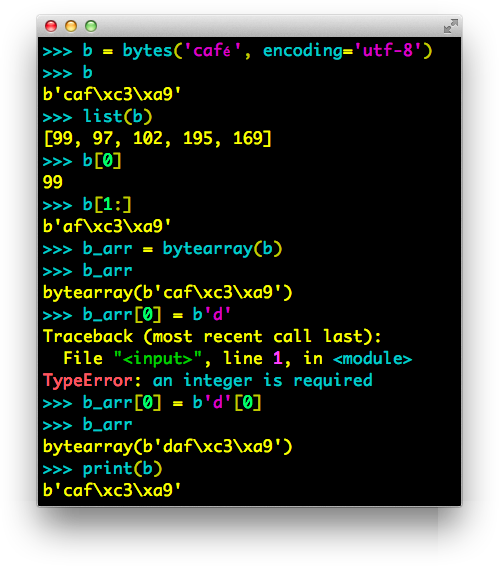 >>> b = bytes('café', encoding='utf-8')
>>> b
b'caf\xc3\xa9'
>>> list(b)
[99, 97, 102, 195, 169]
>>> b[0]
99
>>> b[1:]
b'af\xc3\xa9'
>>> b_arr = bytearray(b)
>>> b_arr
bytearray(b'caf\xc3\xa9')
>>> b_arr[0] = b'd'
Traceback (most recent call last):
  File "<input>", line 1, in <module>
TypeError: an integer is required
>>> b_arr[0] = b'd'[0]
>>> b_arr
bytearray(b'daf\xc3\xa9')
>>> print(b)
b'caf\xc3\xa9'